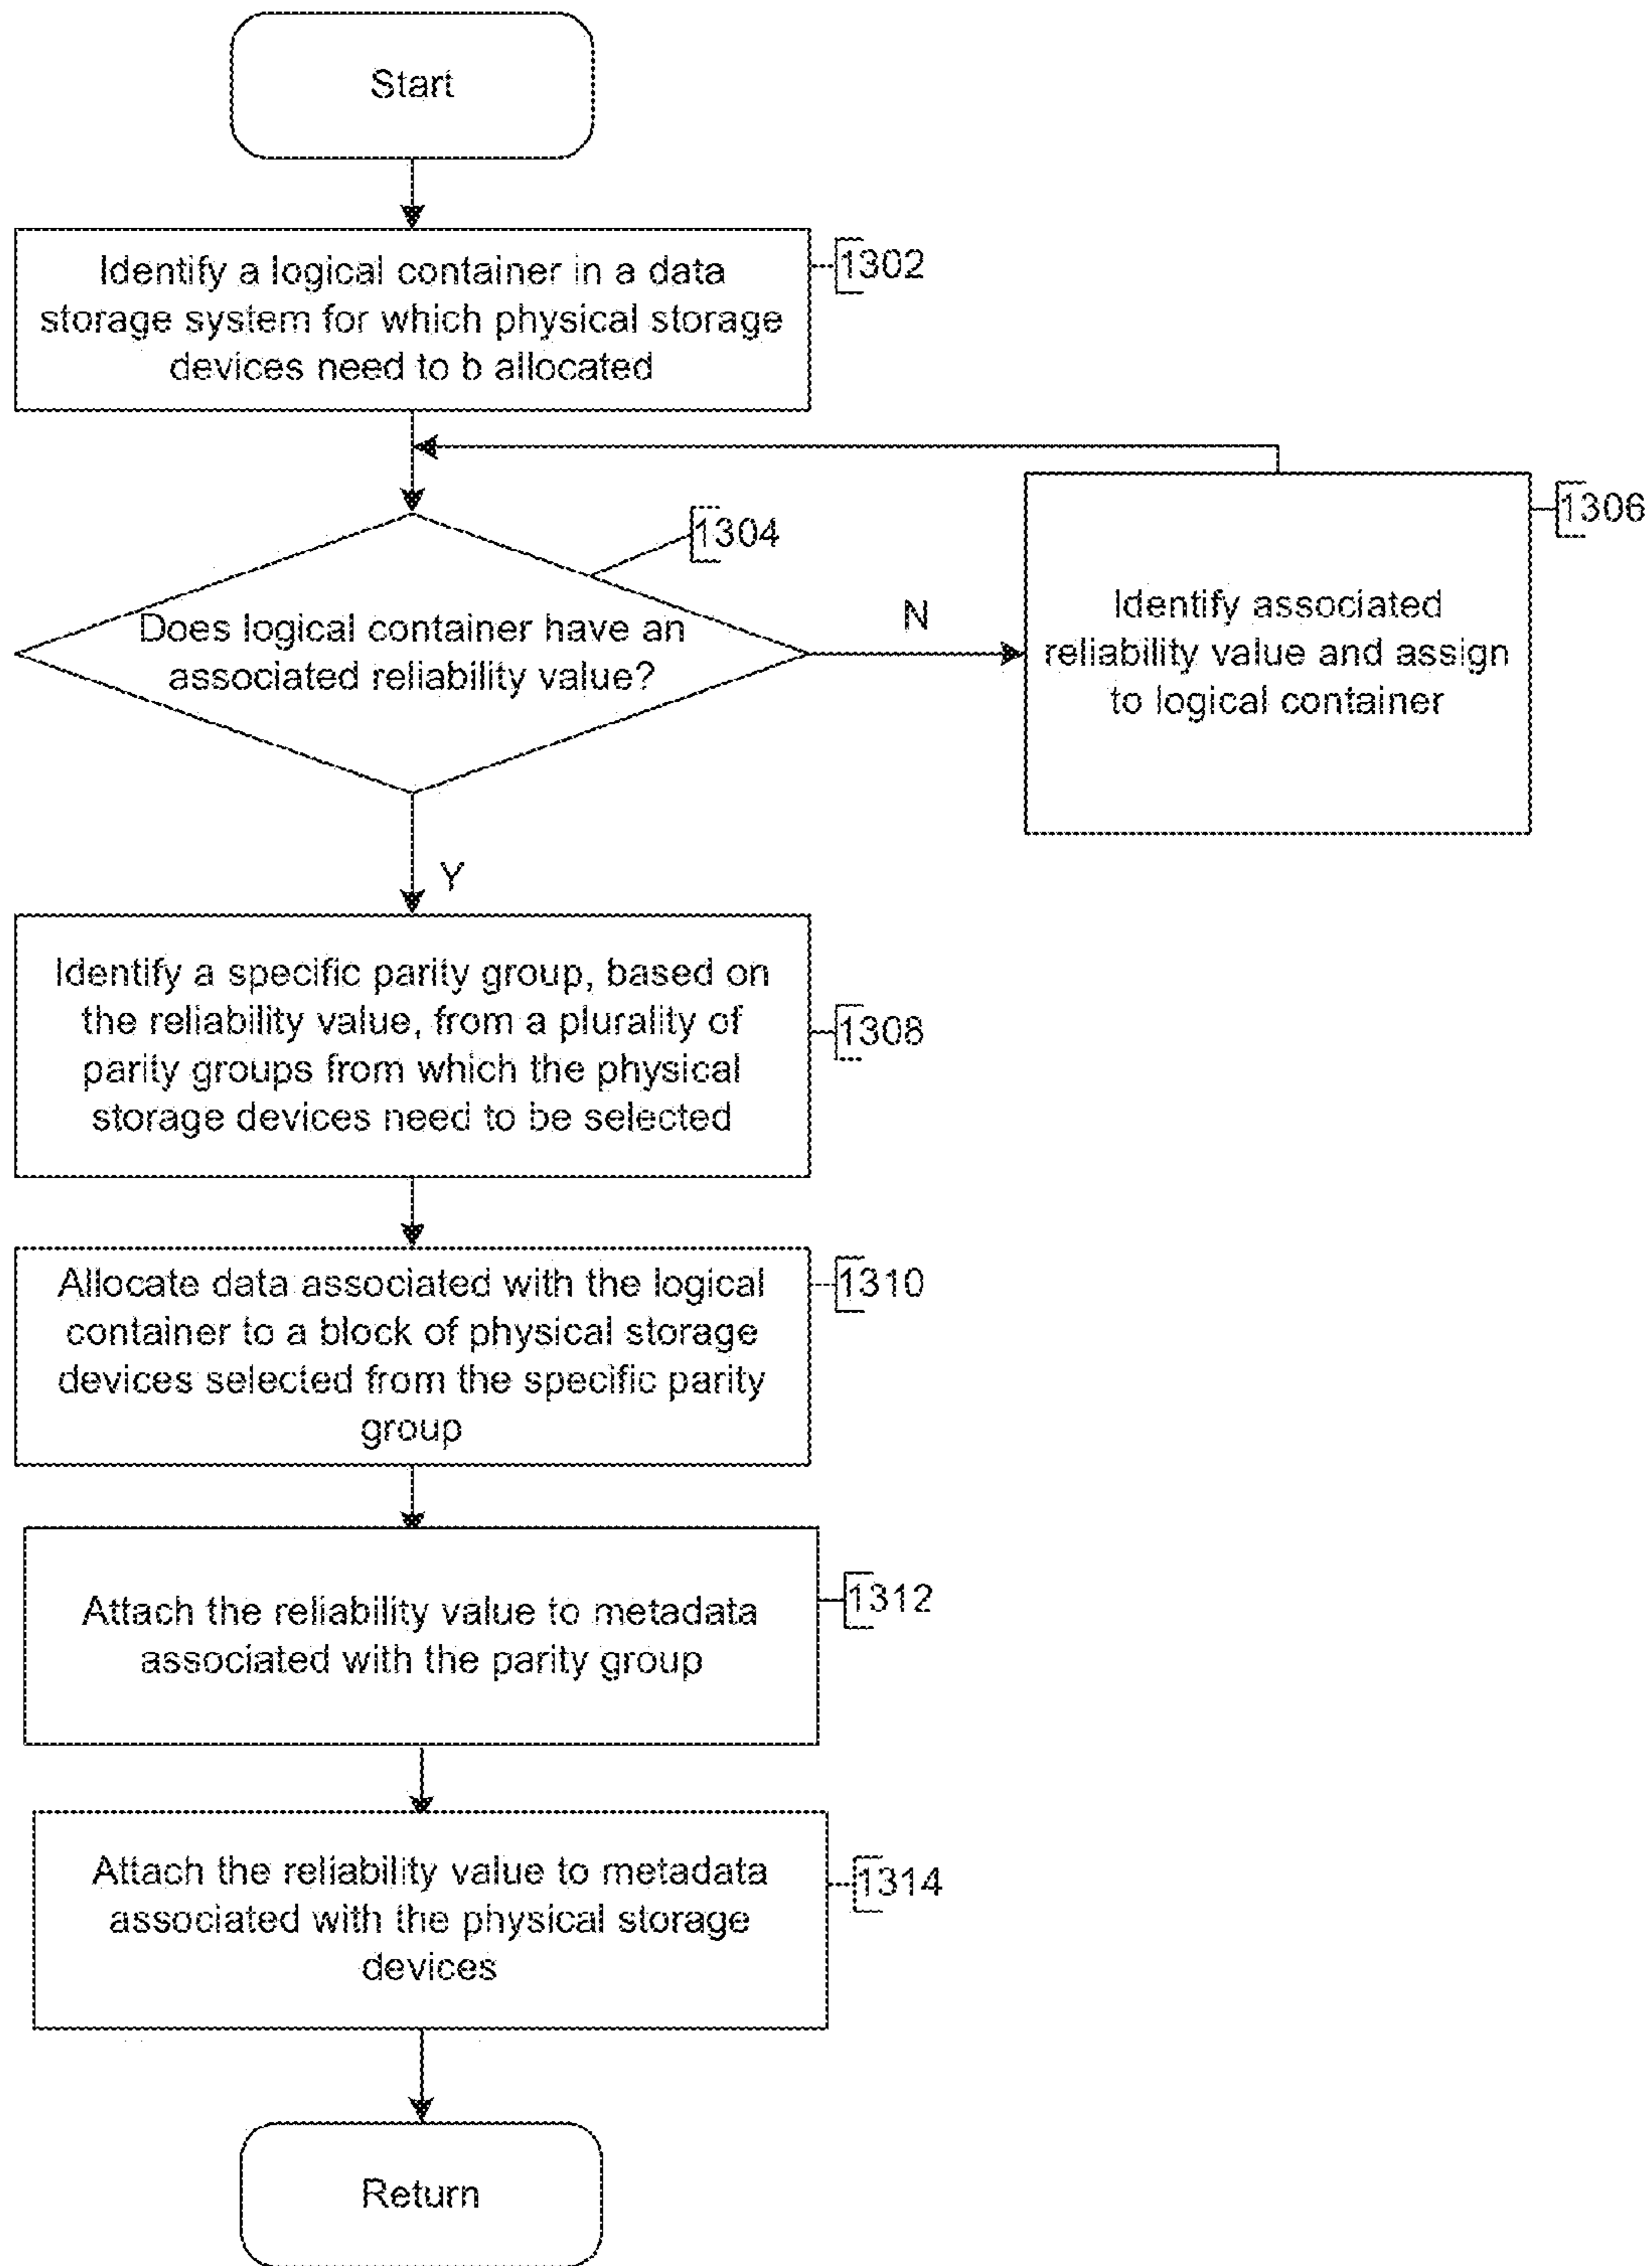 Start
Identify a logical container in a data
storage system for which physical storage
devices need to b allocated
1302
1304
Does logical container have an
associated reliability value?
N
1306
Identify associated
reliability value and assign
to logical container
Y
Identify a specific parity group, based on
the reliability value, from a plurality of
parity groups from which the physical
storage devices need to be selected
1308
Allocate data associated with the logical
container to a block of physical storage
devices selected from the specific parity
group
1310
Attach the reliability value to metadata
associated with the parity group
1312
Attach the reliability value to metadata
associated with the physical storage
devices
1314
Return